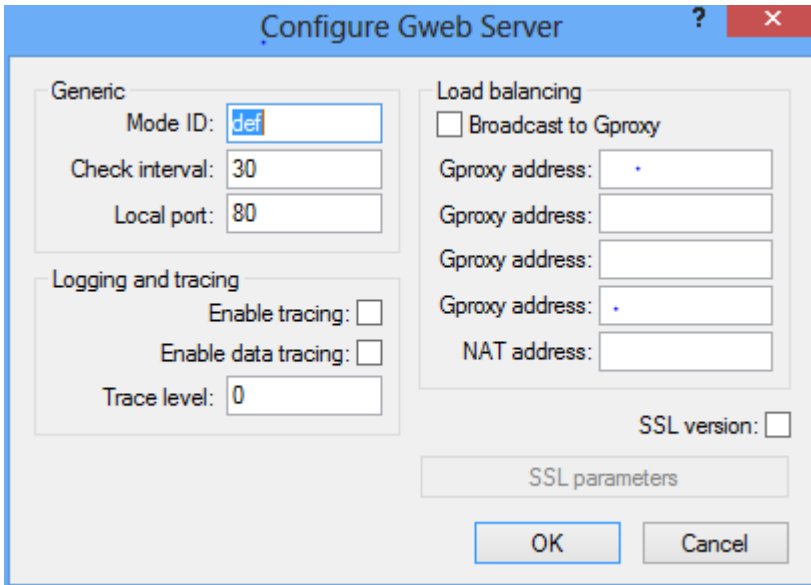 Configure Gweb Server
?
Generic
Mode ID: def
Check interval: 30
Local port: 80
Logging and tracing
Enable tracing:
Enable data tracing:
Trace level: 0
Load balancing
Broadcast to Gproxy
Gproxy address:
Gproxy address:
Gproxy address:
Gproxy address:
NAT address:
SSL version:
SSL parameters
OK
Cancel